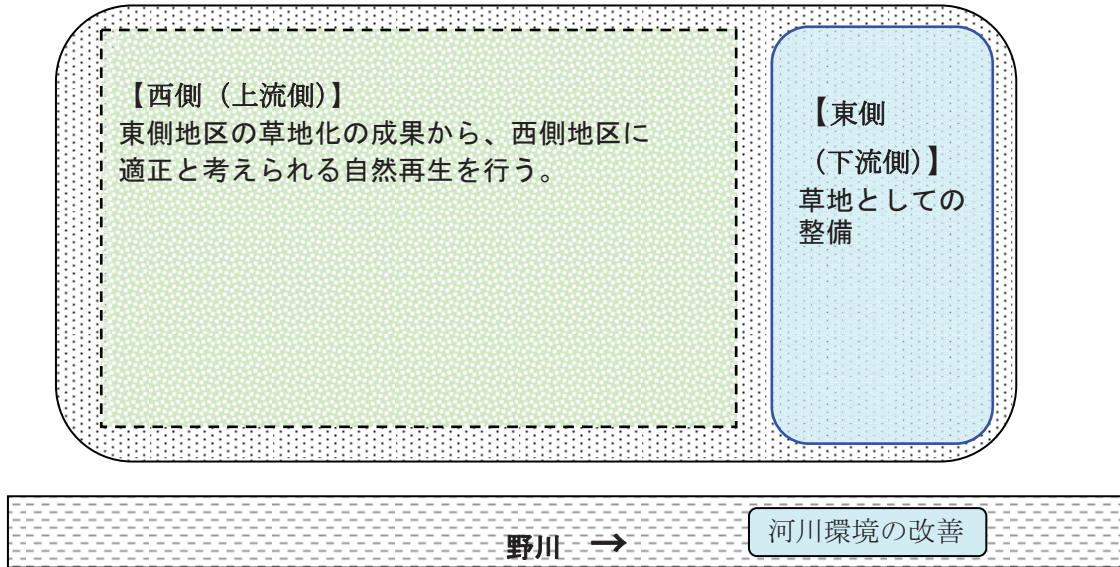 【西側（上流側）】
東側地区の草地化の成果から、西側地区に
適正と考えられる自然再生を行う。
【東側
（下流側）】
草地としての
整備
野川 →
河川環境の改善